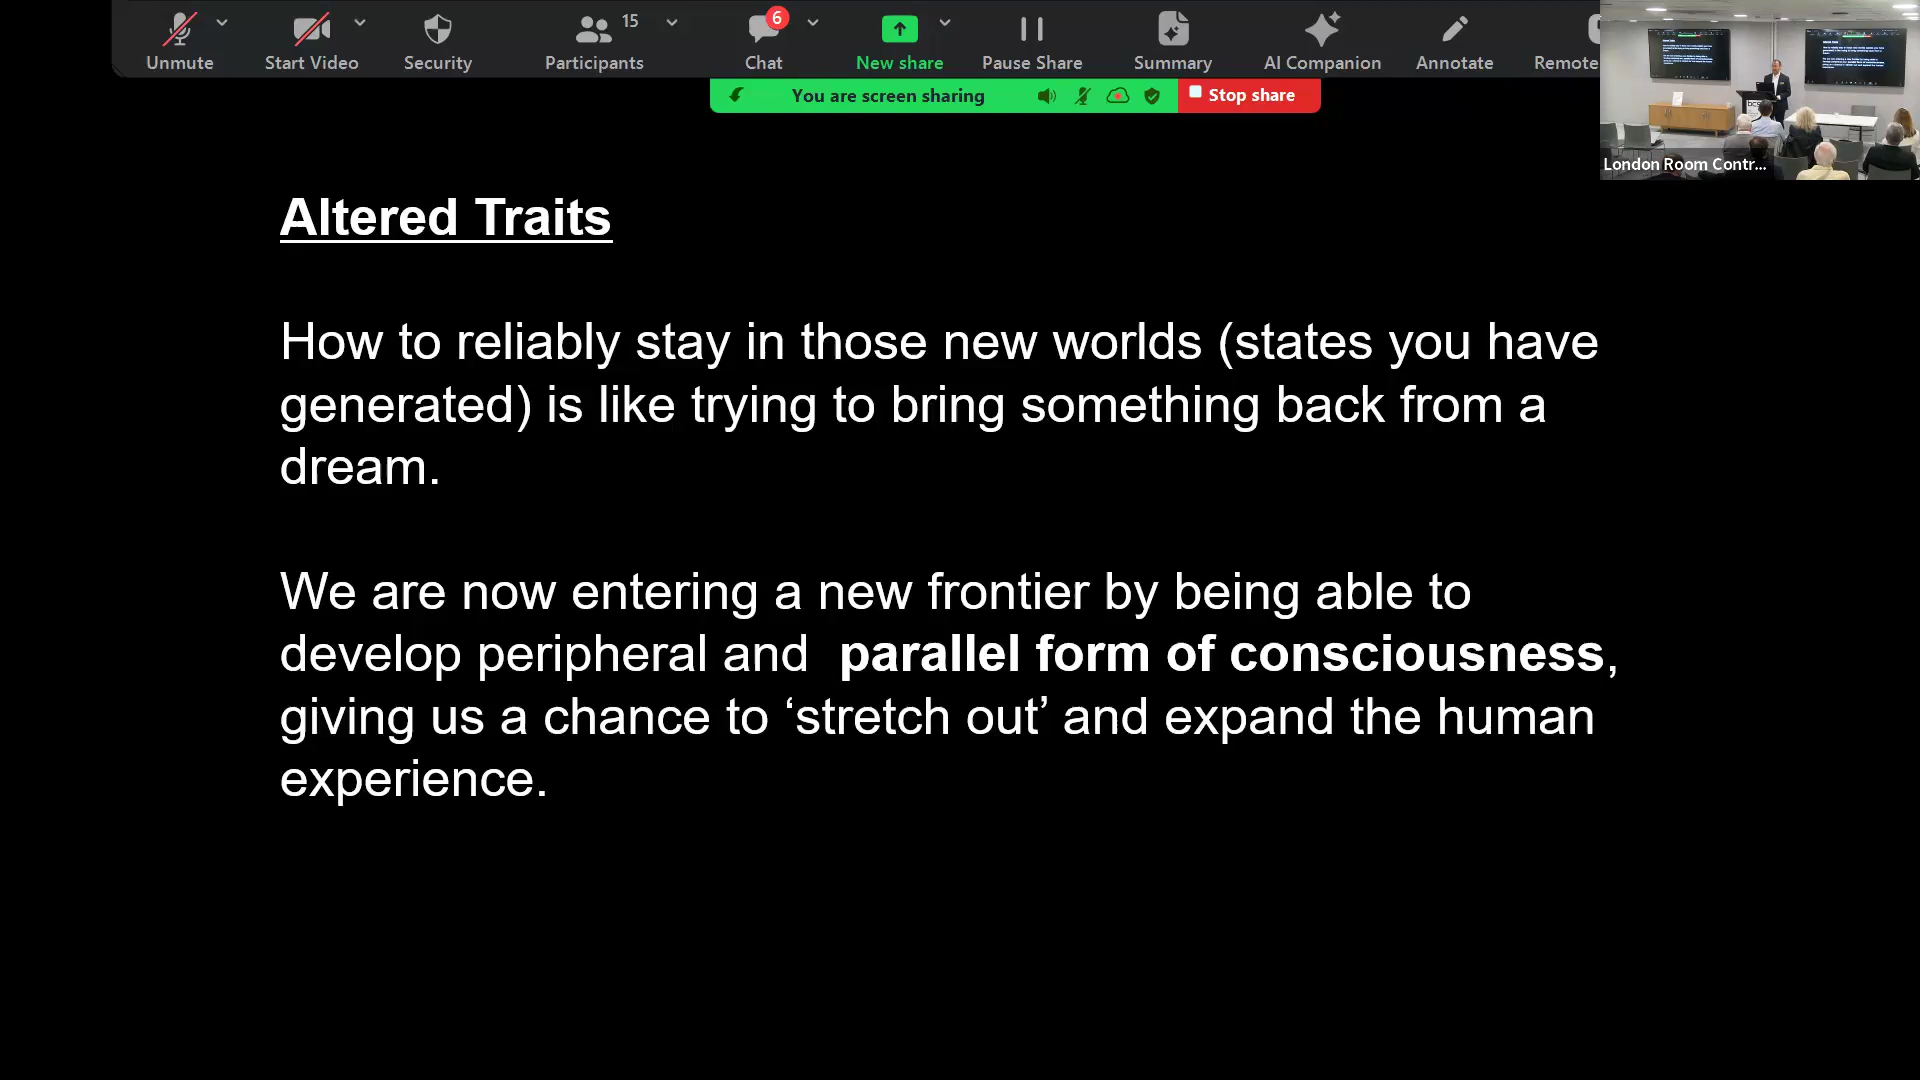 Unmute
Start Video
Security
Participants
15
Chat
6
New share
Pause Share
Summary
AI Companion
Annotate
Remote
You are screen sharing
Stop share
London Room Contr...
Altered Traits
How to reliably stay in those new worlds (states you have
generated) is like trying to bring something back from a
dream.
We are now entering a new frontier by being able to
develop peripheral and  parallel form of consciousness,
giving us a chance to ‘stretch out’ and expand the human
experience.